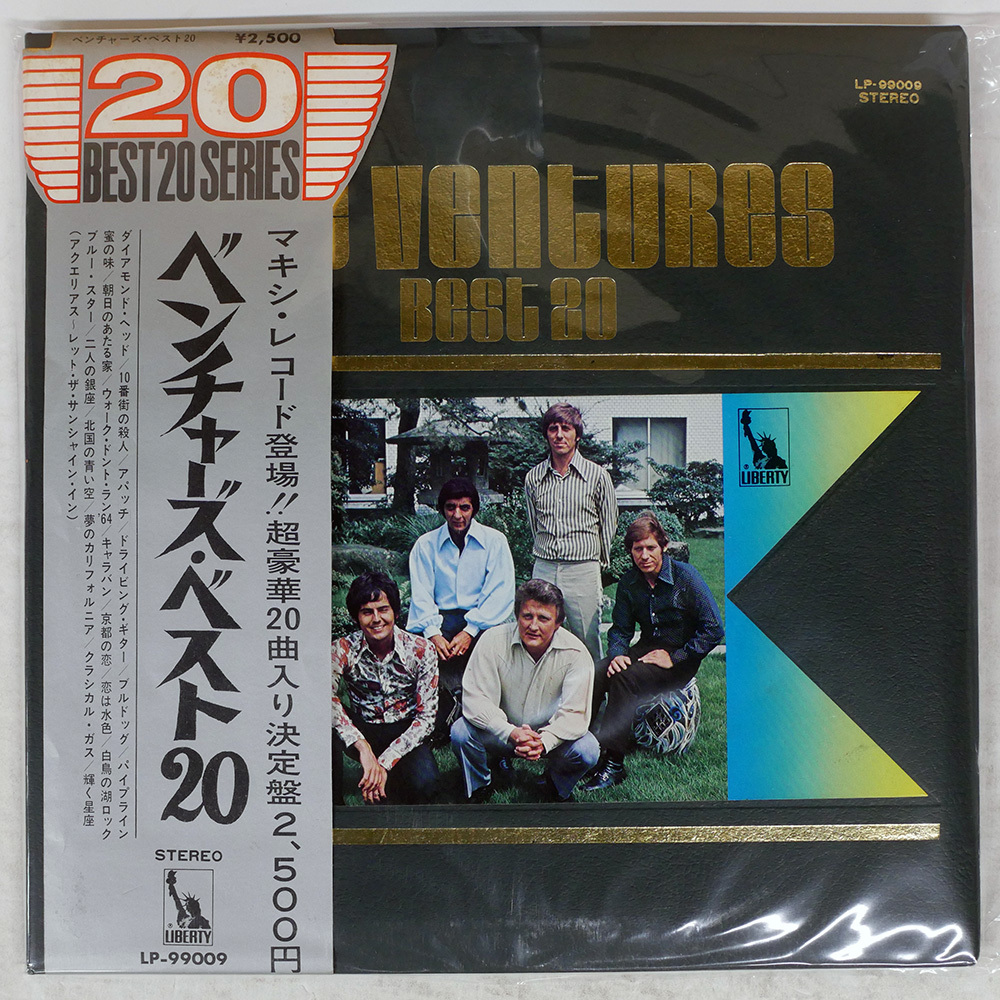 ベンチャーズ・ベスト20
¥2,500
20
BEST 20 SERIES
マキシ・レコード登場!!超豪華20曲入り決定盤2,500円
ベンチャーズ・ベスト20
ダイアモンド・ヘッド/10番街の殺人/アパッチ/ドライビング・ギター/ブルドッグ/パイプライン
蜜の味/朝日のあたる家/ウォーク・ドント・ラン'64/キャラバン/京都の恋/恋は水色/白鳥の湖ロック
ブルー・スター/二人の銀座/北国の青い空/夢のカリフォルニア/クラシカル・ガス/輝く星座
(アクエリアス〜レット・ザ・サンシャイン・イン)
STEREO
LIBERTY
LP-99009
LP-99009
STEREO
Ventures
Best 20
LIBERTY